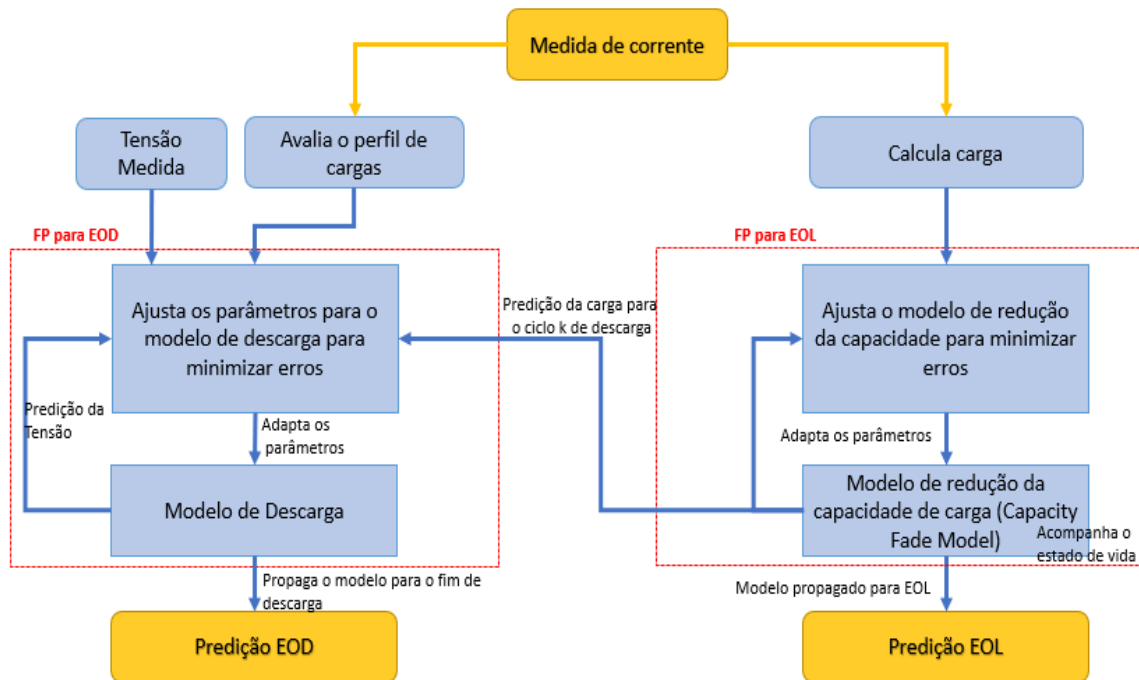 Medida de corrente
Tensão
Medida
Avalia o perfil de
cargas
Calcula carga
FP para EOD
FP para EOL
Ajusta os parâmetros para o
modelo de descarga para
minimizar erros
Predição da carga para
o ciclo k de descarga
Ajusta o modelo de redução
da capacidade para minimizar
erros
Predição da
Tensão
Adapta os
parâmetros
Adapta os parâmetros
Modelo de Descarga
Modelo de redução da
capacidade de carga (Capacity
Fade Model)
Acompanha o
estado de vida
Propaga o modelo para o fim de
descarga
Modelo propagado para EOL
Predição EOD
Predição EOL